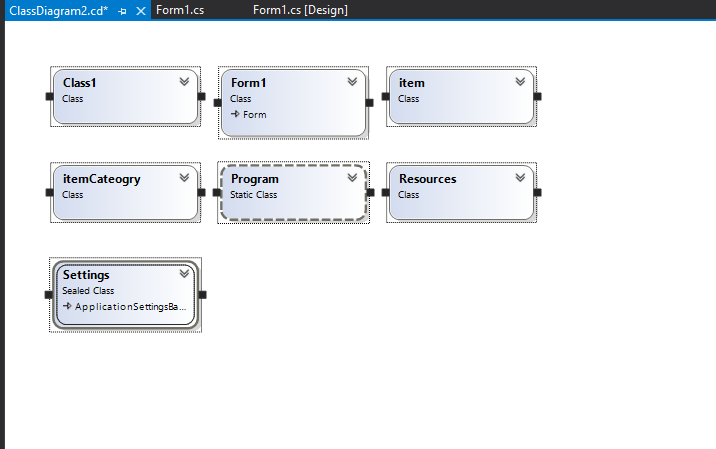 ClassDiagram2.cd* Form1.cs Form1.cs [Design]
Class1 Form1 item
Class Class Class
Form
itemCateogry Program Resources
Class Static Class Class
Settings
Sealed Class
ApplicationSettingsBa...